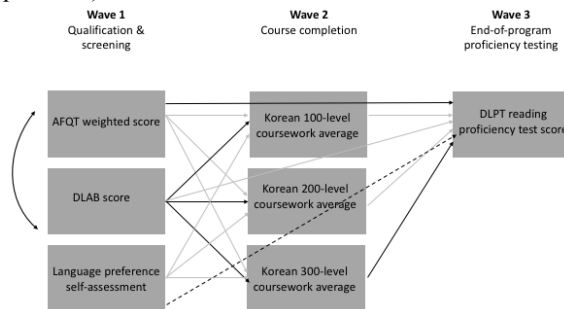 Wave 1
Qualification &
screening
Wave 2
Course completion
Wave 3
End-of-program
proficiency testing
AFQT weighted score
Korean 100-level
coursework average
DLPT reading
proficiency test score
DLAB score
Korean 200-level
coursework average
Language preference
self-assessment
Korean 300-level
coursework average